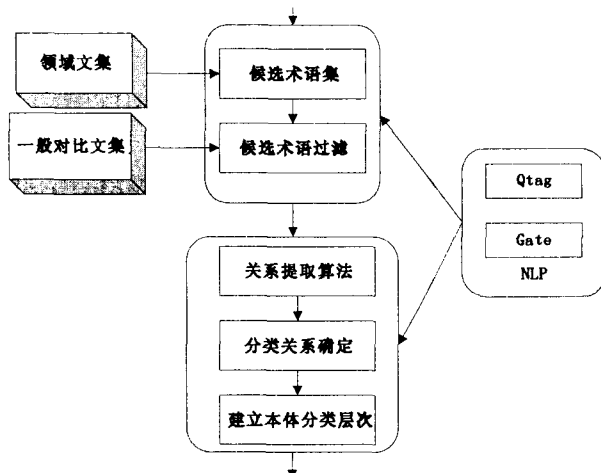 领域文集
候选术语集
一般对比文集
候选术语过滤
Qtag
Gate
NLP
关系提取算法
分类关系确定
建立本体分类层次